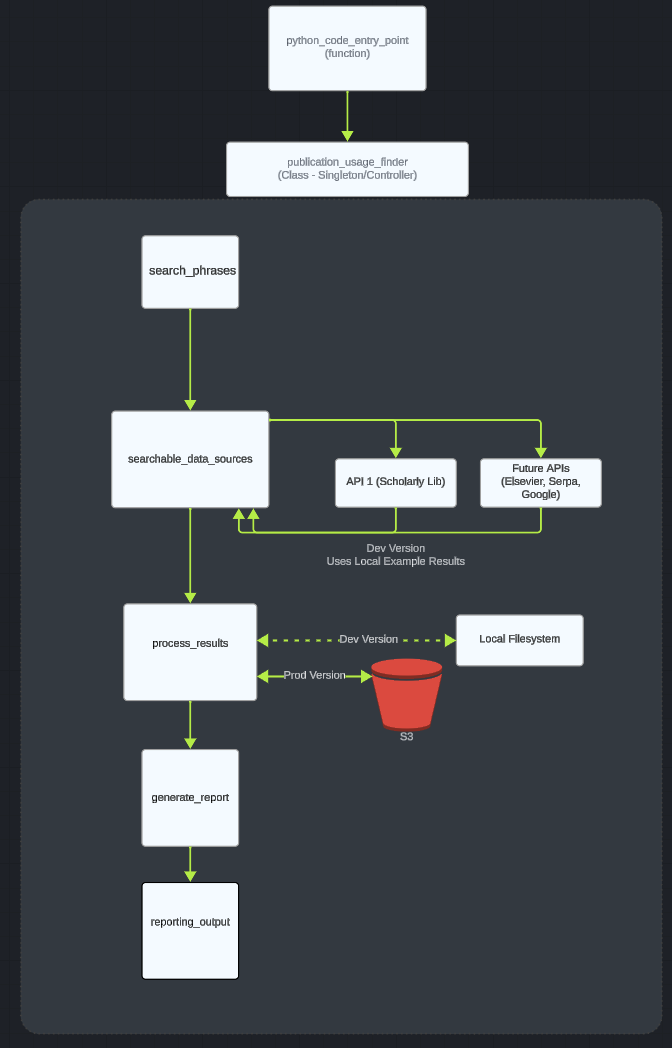 python_code_entry_point
(function)
publication_usage_finder
(Class - Singleton/Controller)
search_phrases
searchable_data_sources
API 1 (Scholarly Lib)
Future APIs
(Elsevier, Serpa,
Google)
Dev Version
Uses Local Example Results
process_results
Dev Version
Local Filesystem
Prod Version
S3
generate_report
reporting_output